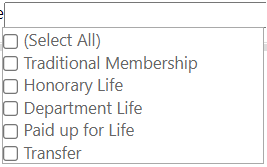 e
(Select All)
Traditional Membership
Honorary Life
Department Life
Paid up for Life
Transfer